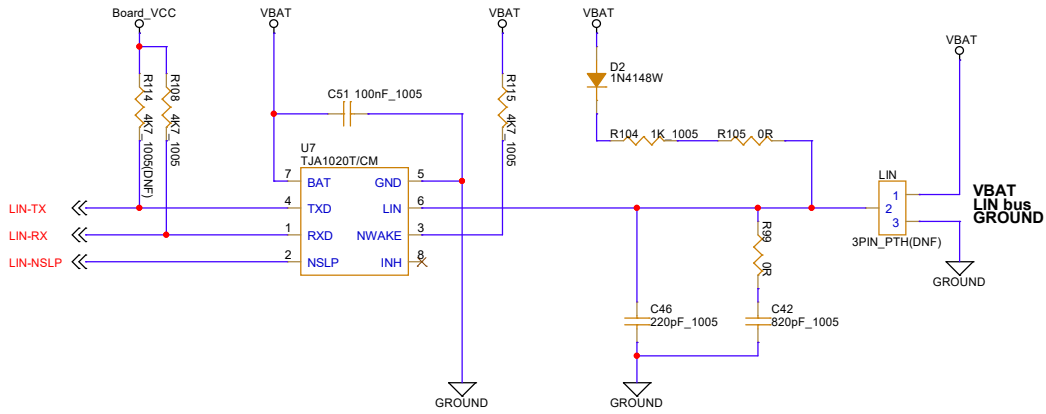 Board_VCC
VBAT
VBAT
VBAT
VBAT
R114
4K7_1005(DNF)
R108
4K7_1005
C51 100nF_1005
R115
4K7_1005
D2
1N4148W
R104 1K_1005 R105 0R
U7
TJA1020T/CM
7 BAT GND 5
LIN-TX 4 TXD LIN 6
LIN-RX 1 RXD NWAKE 3
LIN-NSLP 2 NSLP INH 8
R99
0R
C46
220pF_1005
C42
820pF_1005
LIN
1
2
3
3PIN_PTH(DNF)
VBAT
LIN bus
GROUND
GROUND
GROUND
GROUND